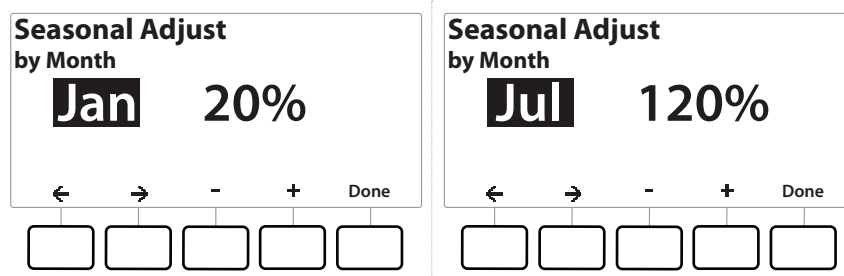 Seasonal Adjust
by Month
Jan 20%
← → - + Done
Seasonal Adjust
by Month
Jul 120%
← → - + Done